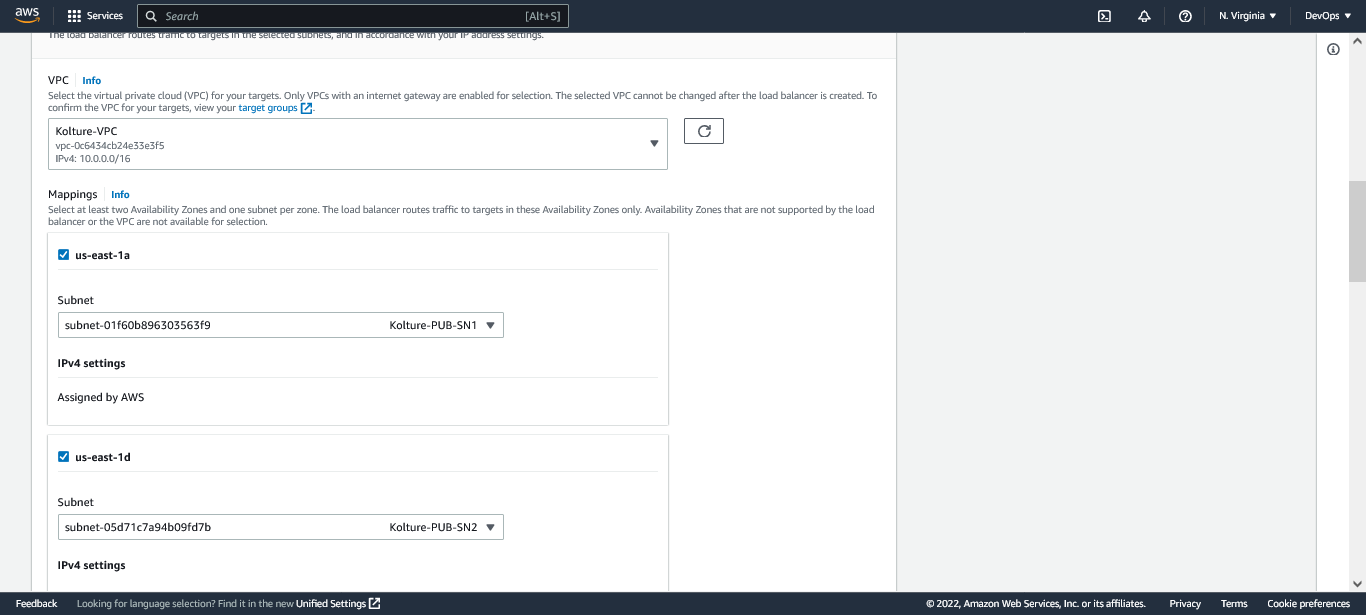 aws
Services
Search
[Alt+S]
N. Virginia
DevOps
The load balancer routes traffic to targets in the selected subnets, and in accordance with your IP address settings.
VPC
Info
Select the virtual private cloud (VPC) for your targets. Only VPCs with an internet gateway are enabled for selection. The selected VPC cannot be changed after the load balancer is created. To
confirm the VPC for your targets, view your target groups.
Kolture-VPC
vpc-0c6434cb24e33e3f5
IPv4: 10.0.0.0/16
Mappings
Info
Select at least two Availability Zones and one subnet per zone. The load balancer routes traffic to targets in these Availability Zones only. Availability Zones that are not supported by the load
balancer or the VPC are not available for selection.
us-east-1a
Subnet
subnet-01f60b896303563f9 Kolture-PUB-SN1
IPv4 settings
Assigned by AWS
us-east-1d
Subnet
subnet-05d71c7a94b09fd7b Kolture-PUB-SN2
IPv4 settings
Feedback
Looking for language selection? Find it in the new Unified Settings
© 2022, Amazon Web Services, Inc. or its affiliates.
Privacy
Terms
Cookie preferences